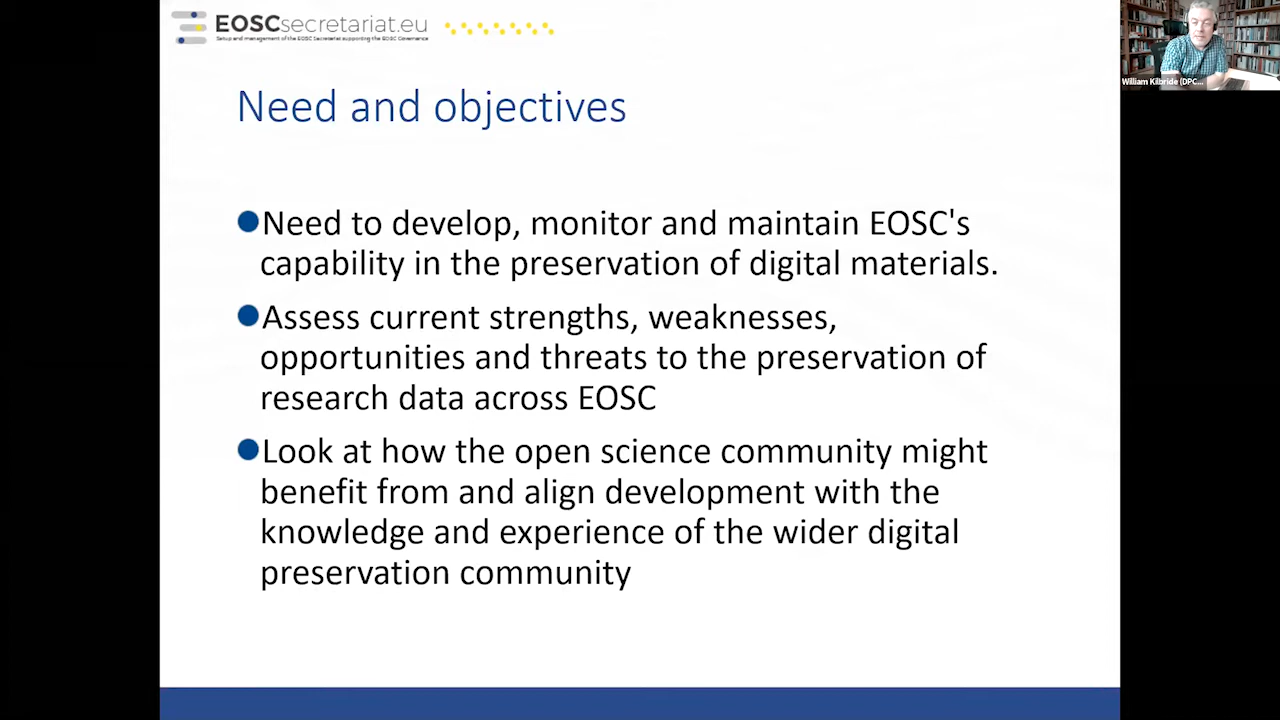 EOSCsecretariat.eu
Setup and management of the EOSC Secretariat supporting the EOSC Governance
William Kilbride (DPC...
Need and objectives
Need to develop, monitor and maintain EOSC's
capability in the preservation of digital materials.
Assess current strengths, weaknesses,
opportunities and threats to the preservation of
research data across EOSC
Look at how the open science community might
benefit from and align development with the
knowledge and experience of the wider digital
preservation community